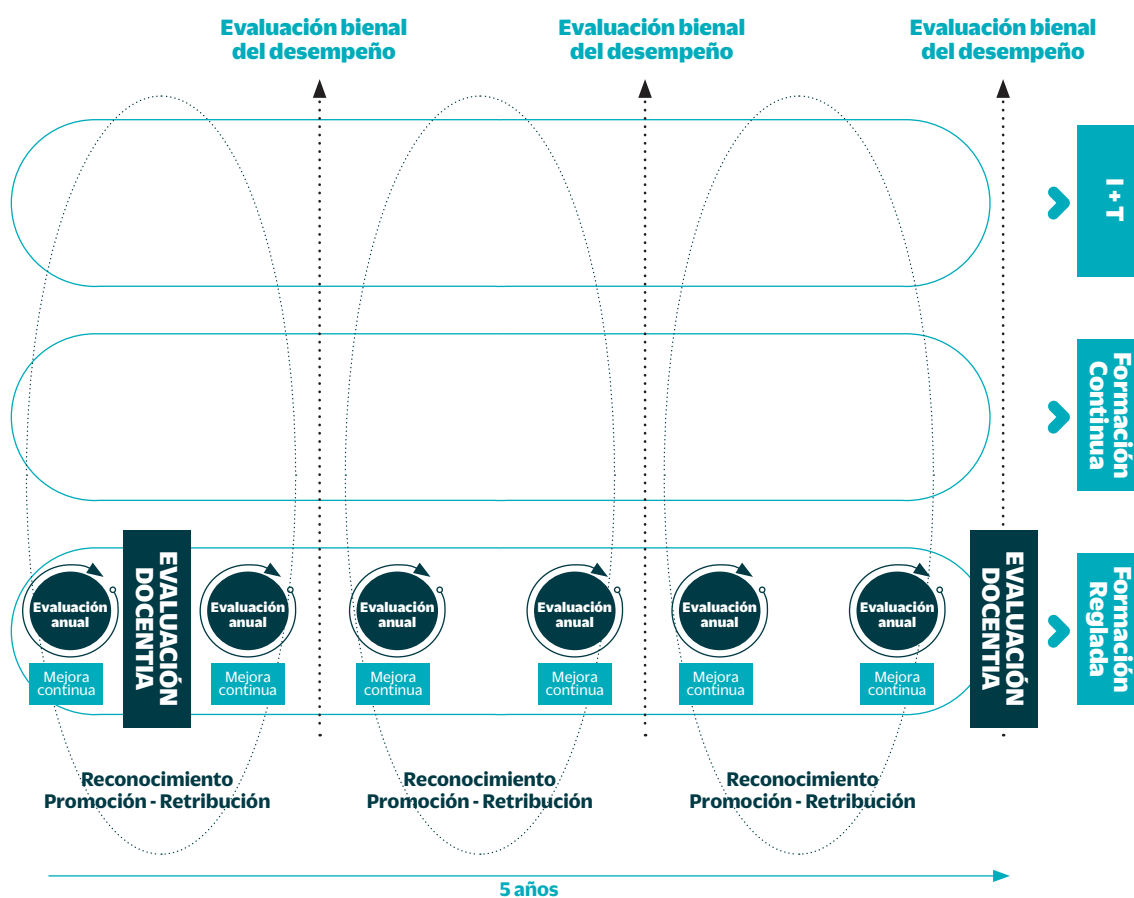 Evaluación bienal
del desempeño
Evaluación bienal
del desempeño
Evaluación bienal
del desempeño
I + T
Formación
Continua
Formación
Reglada
EVALUACIÓN
DOCENTIA
EVALUACIÓN
DOCENTIA
Evaluación
anual
Evaluación
anual
Evaluación
anual
Evaluación
anual
Evaluación
anual
Evaluación
anual
Mejora
continua
Mejora
continua
Mejora
continua
Mejora
continua
Mejora
continua
Mejora
continua
Reconocimiento
Promoción - Retribución
Reconocimiento
Promoción - Retribución
Reconocimiento
Promoción - Retribución
5 años